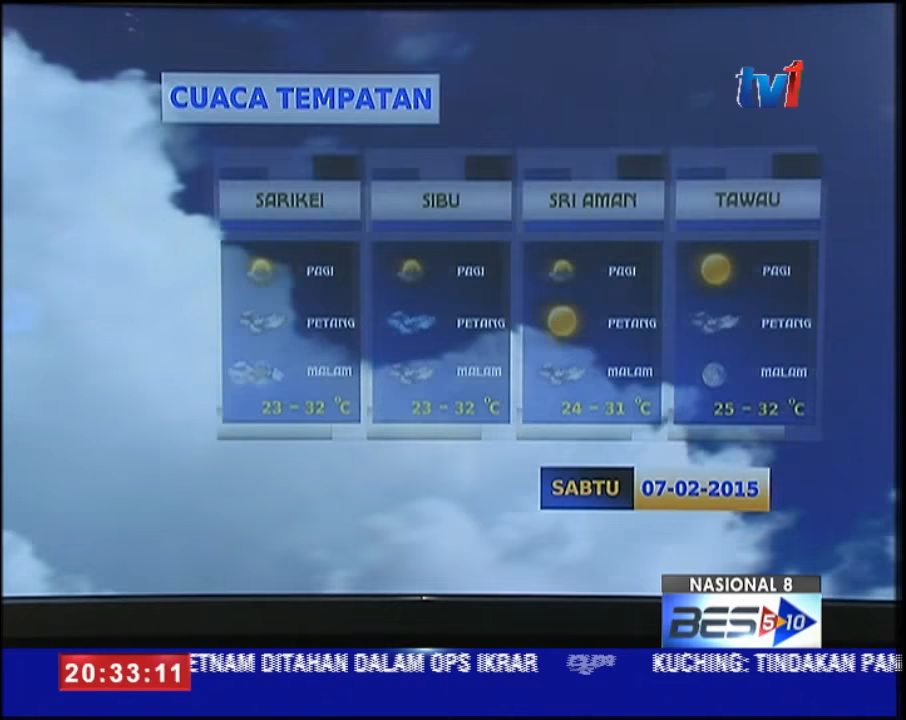 CUACA TEMPATAN
tv1
SARIKEI
PAGI
PETANG
MALAM
23 - 32 °C
SIBU
PAGI
PETANG
MALAM
23 - 32 °C
SRI AMAN
PAGI
PETANG
MALAM
24 - 31 °C
TAWAU
PAGI
PETANG
MALAM
25 - 32 °C
SABTU 07-02-2015
NASIONAL 8
BES 5 10
20:33:11 ETNAM DITAHAN DALAM OPS IKRAR KUCHING: TINDAKAN PAN